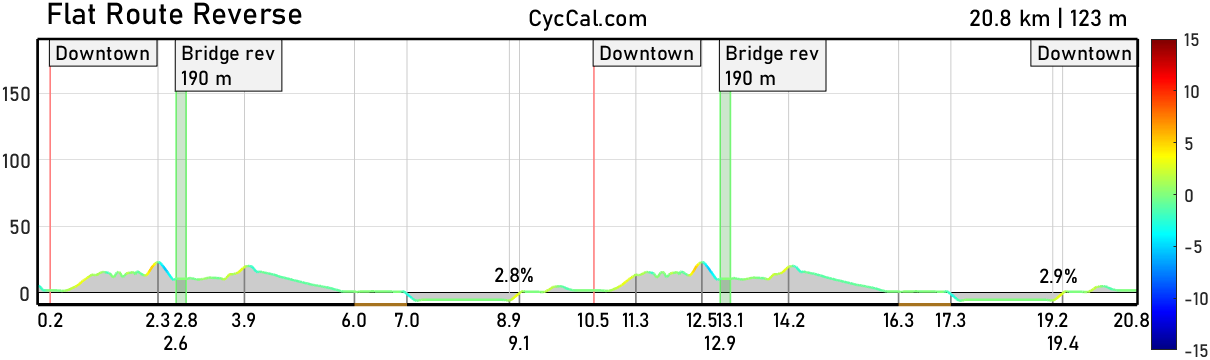 Flat Route Reverse
CycCal.com
20.8 km | 123 m
Downtown
Bridge rev
190 m
Downtown
Bridge rev
190 m
Downtown
150
100
50
0
2.8%
2.9%
0.2 2.3 2.8 3.9 6.0 7.0 8.9 10.5 11.3 12.5 13.1 14.2 16.3 17.3 19.2 20.8
2.6 9.1 12.9 19.4
15
10
5
0
-5
-10
-15